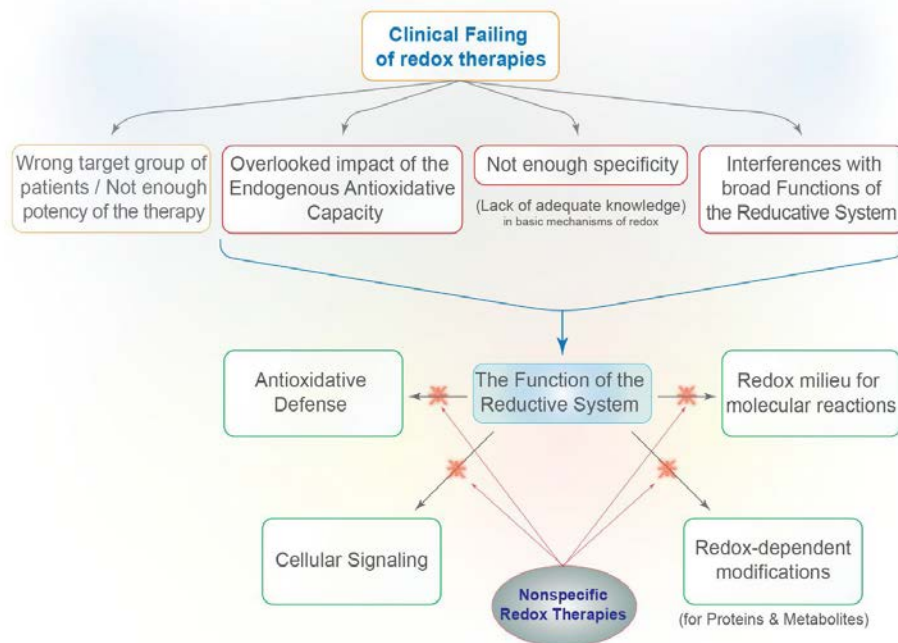 Clinical Failing
of redox therapies
Wrong target group of
patients / Not enough
potency of the therapy
Overlooked impact of the
Endogenous Antioxidative
Capacity
Not enough specificity
(Lack of adequate knowledge)
in basic mechanisms of redox
Interferences with
broad Functions of
the Reducative System
Antioxidative
Defense
The Function of the
Reductive System
Redox milieu for
molecular reactions
Cellular Signaling
Nonspecific
Redox Therapies
Redox-dependent
modifications
(for Proteins & Metabolites)